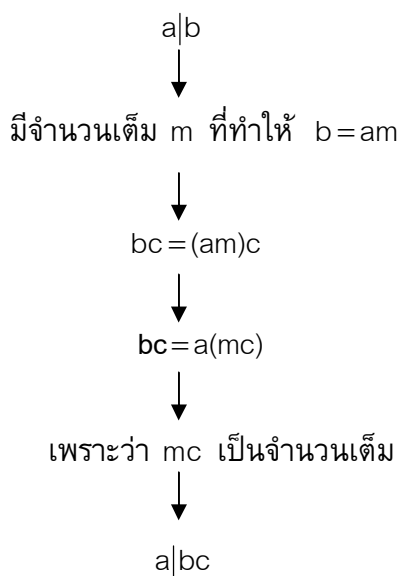 a|b
มีจำนวนเต็ม m ที่ทำให้ b=am
bc=(am)c
bc=a(mc)
เพราะว่า mc เป็นจำนวนเต็ม
a|bc